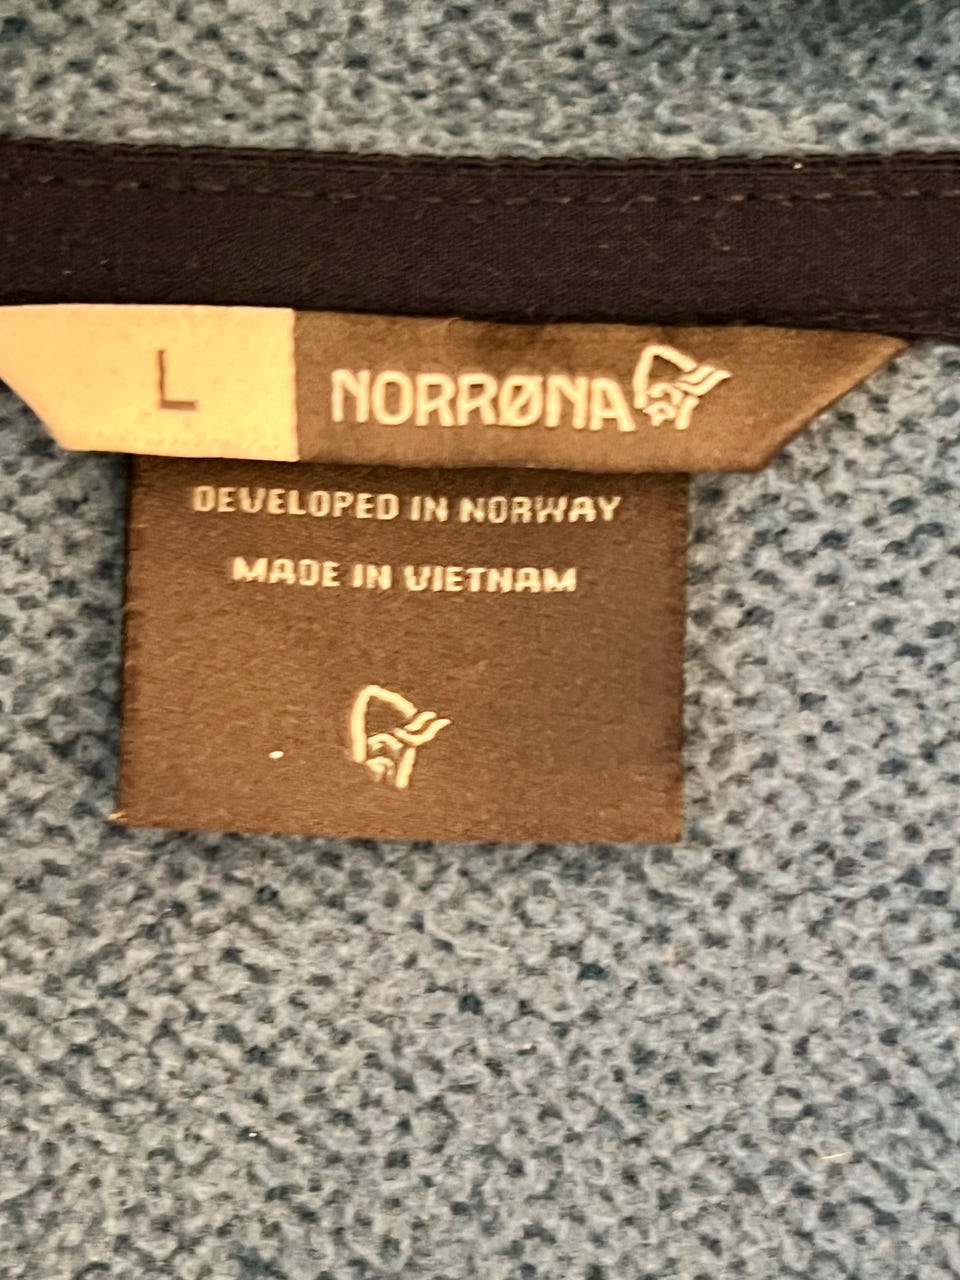 L
NORRØNA
DEVELOPED IN NORWAY
MADE IN VIETNAM